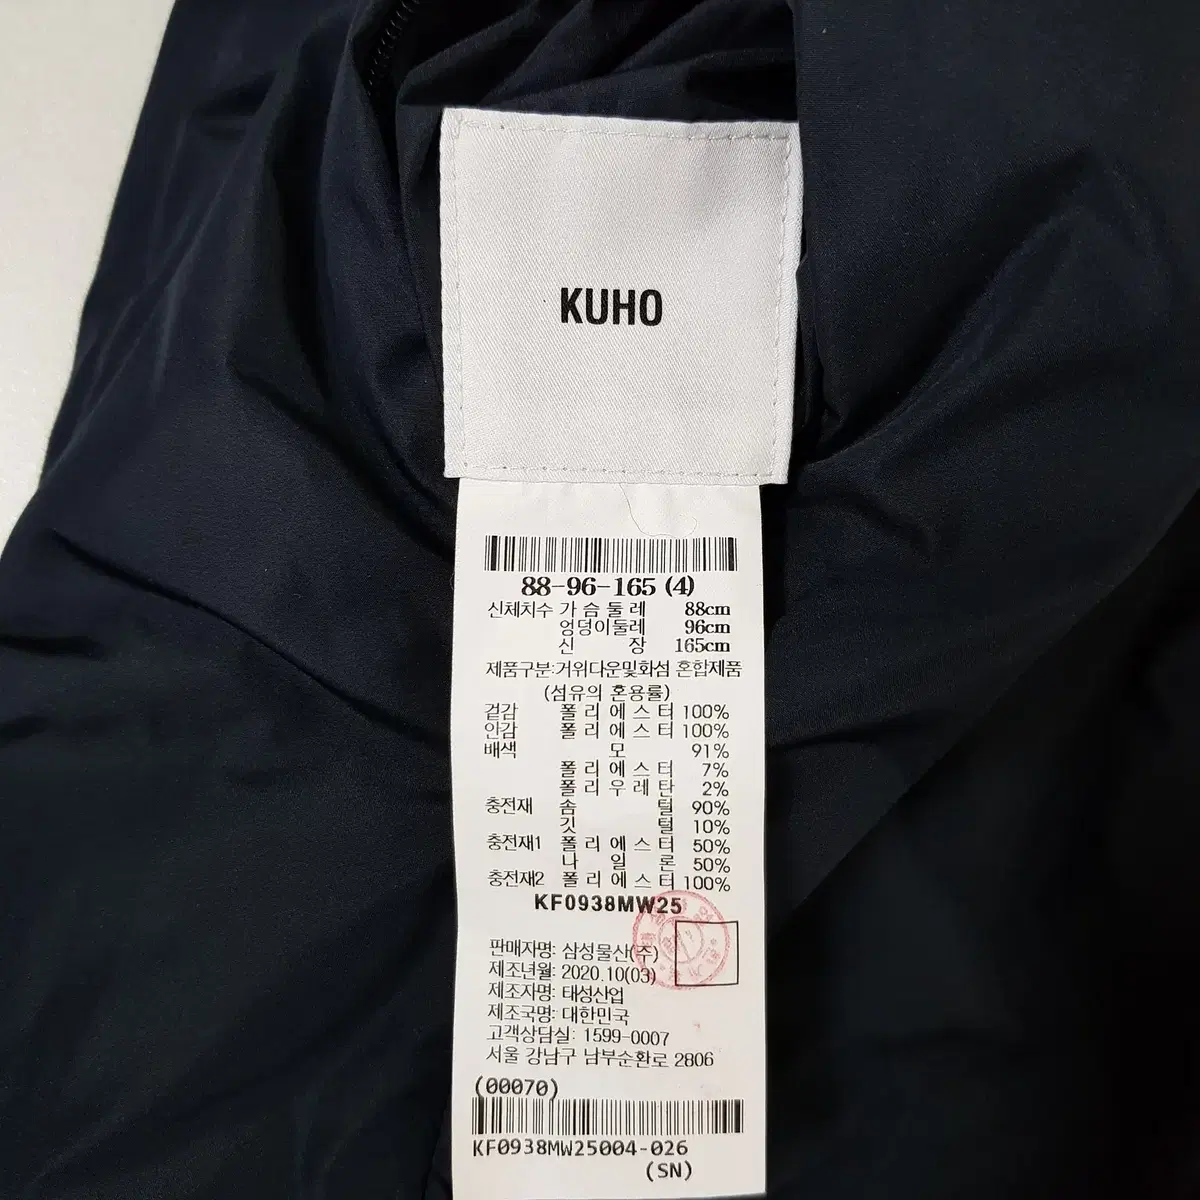 KUHO
88-96-165 (4)
신체치수 가 슴 둘 레 88cm
엉덩이둘레 96cm
신 장 165cm
제품구분:거위다운및화섬 혼합제품
(섬유의 혼용률)
겉감 폴 리 에 스 터 100%
안감 폴 리 에 스 터 100%
배색 모 91%
폴 리 에 스 터 7%
폴 리 우 레 탄 2%
충전재 솜 털 90%
깃 털 10%
충전재1 폴 리 에 스 터 50%
나 일 론 50%
충전재2 폴 리 에 스 터 100%
KF0938MW25
판매자명: 삼성물산(주)
제조년월: 2020.10(03)
제조자명: 태성산업
제조국명: 대한민국
고객상담실: 1599-0007
서울 강남구 남부순환로 2806
(00070)
KF0938MW25004-026
(SN)